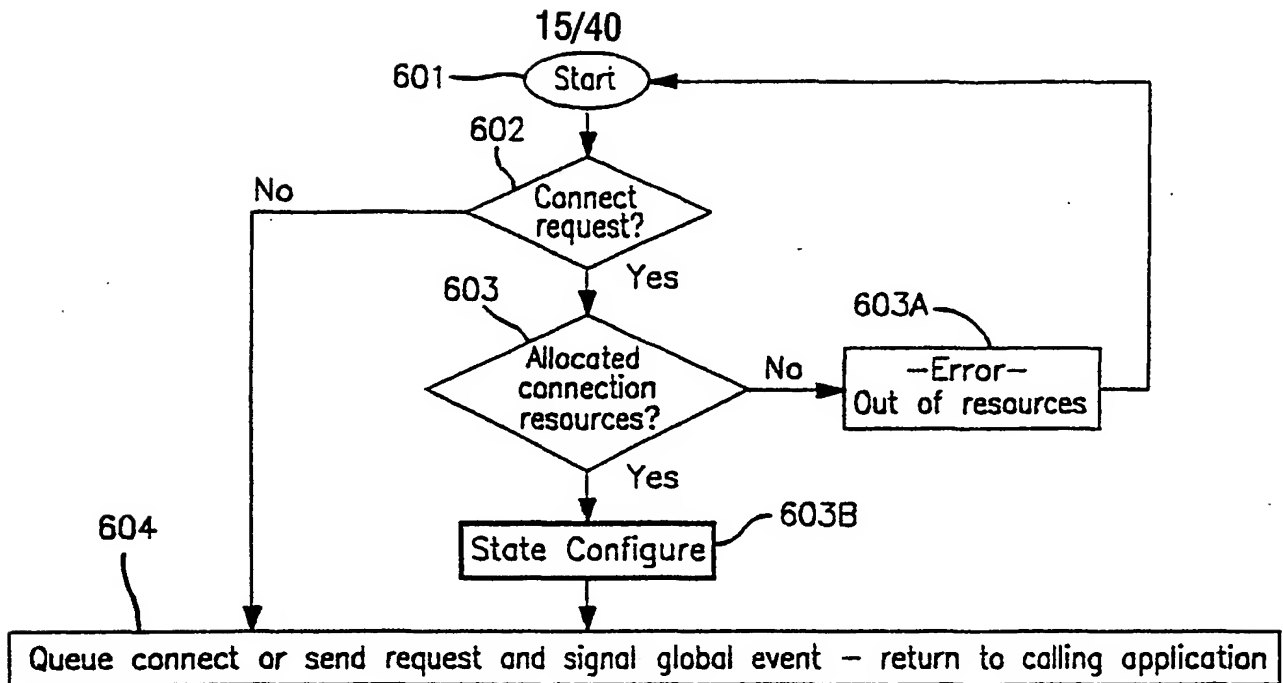 15/40
601
Start
602
No
Connect
request?
Yes
603
603A
Allocated
connection
resources?
No
—Error—
Out of resources
Yes
603B
604
State Configure
Queue connect or send request and signal global event – return to calling application